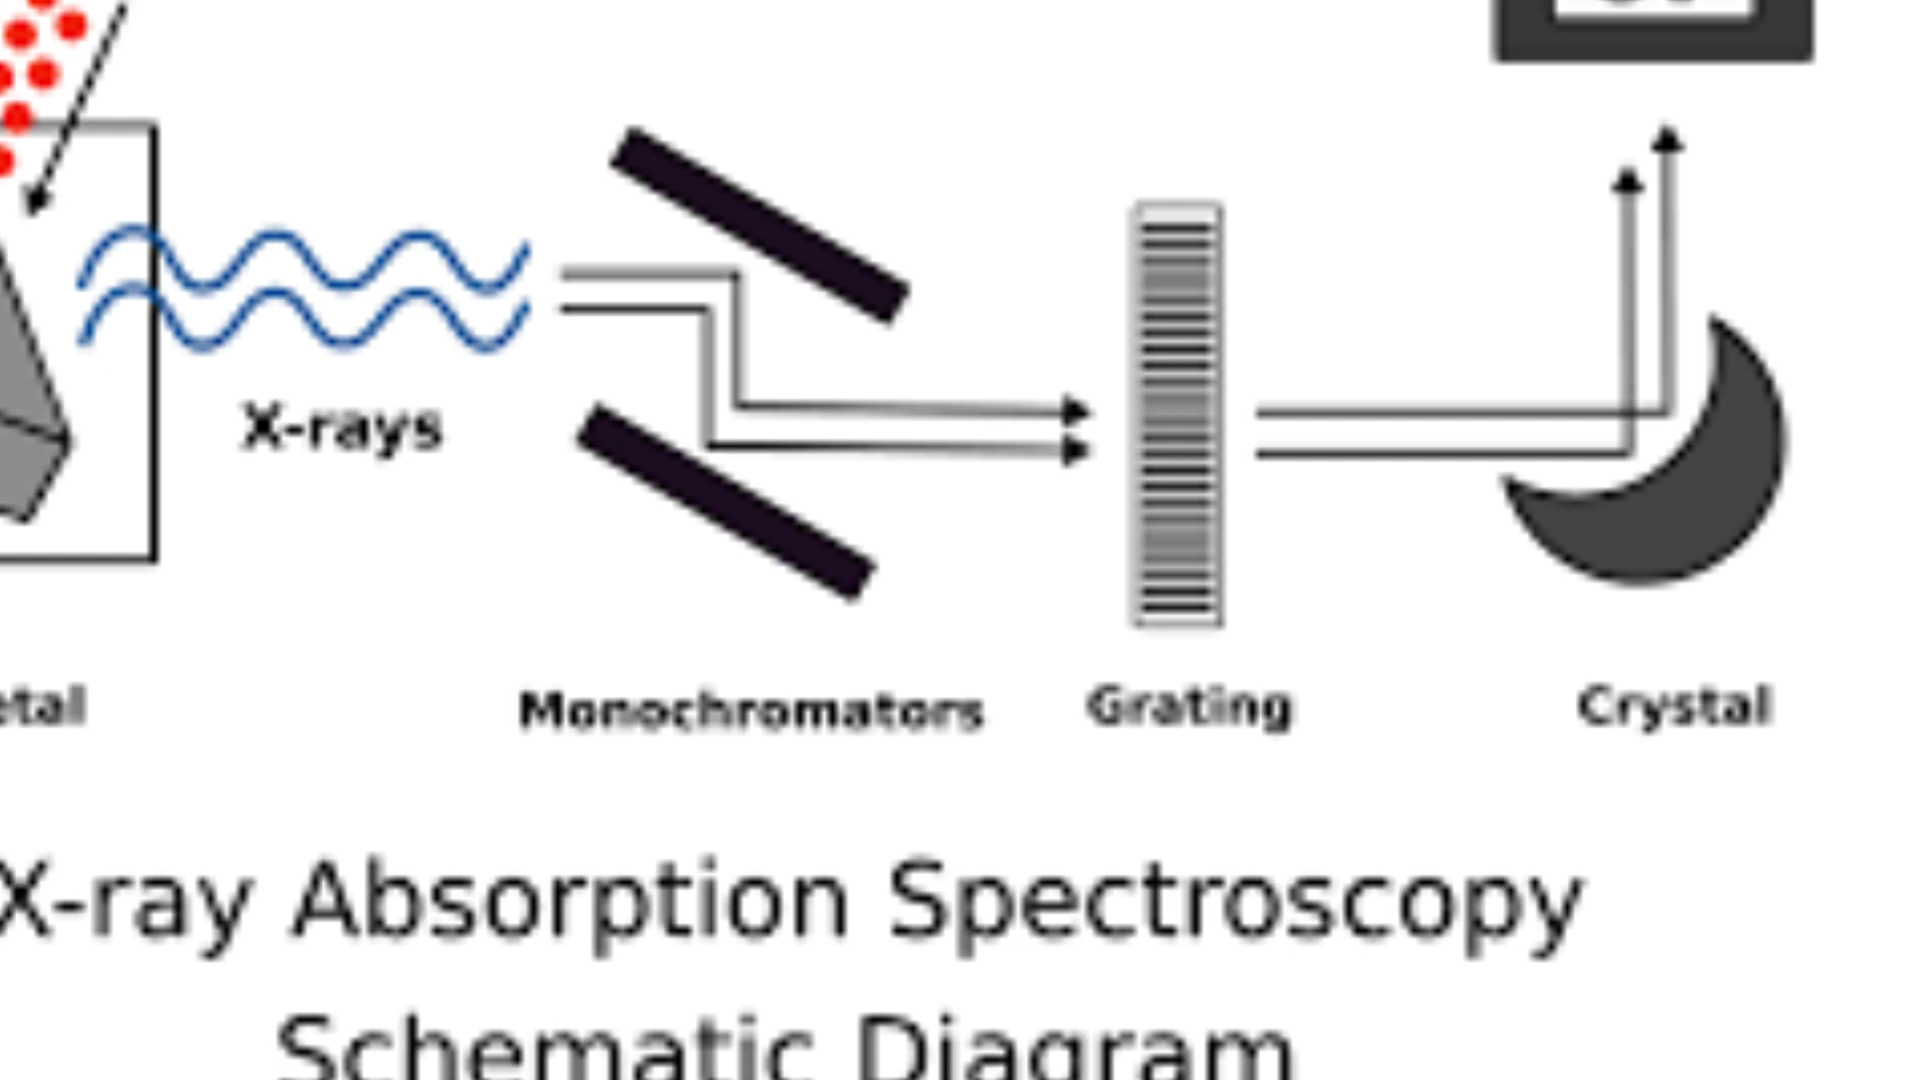 X-rays
etal
Monochromators
Grating
Crystal
X-ray Absorption Spectroscopy
Schematic Diagram